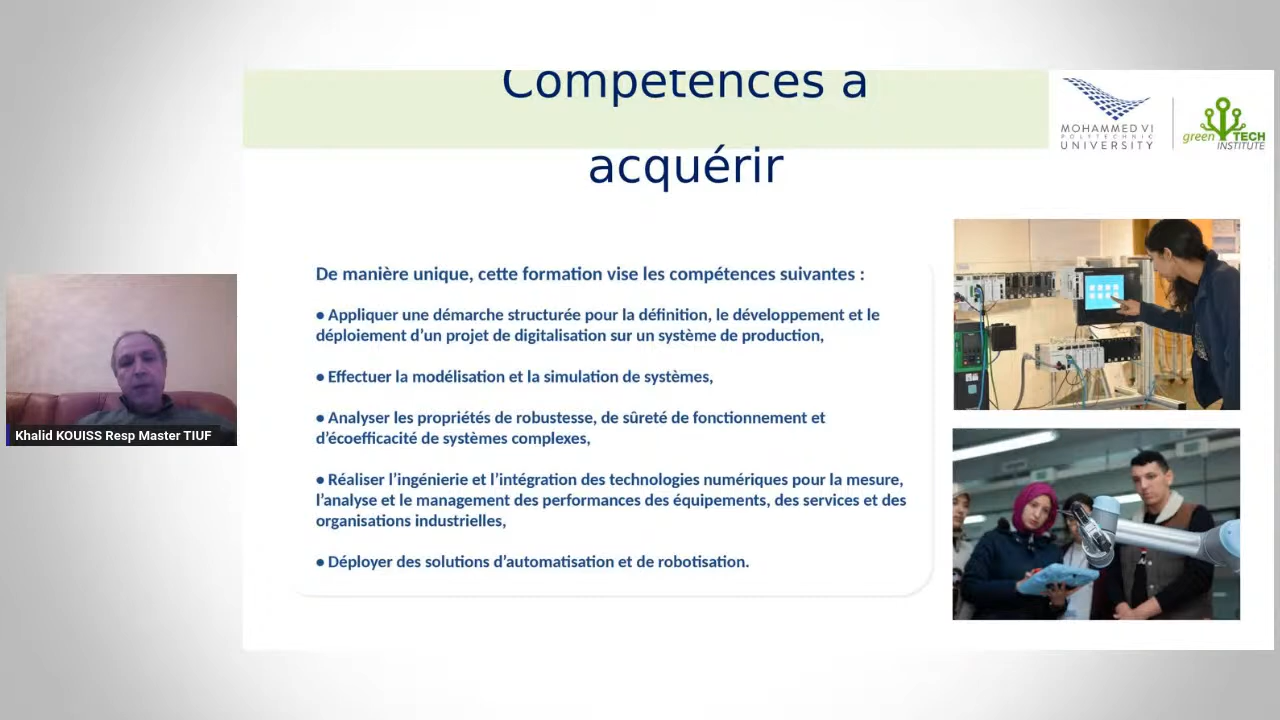 Compétences à
acquérir
MOHAMMED VI
POLYTECHNIC
UNIVERSITY
green TECH
INSTITUTE
De manière unique, cette formation vise les compétences suivantes :
• Appliquer une démarche structurée pour la définition, le développement et le
déploiement d'un projet de digitalisation sur un système de production,
• Effectuer la modélisation et la simulation de systèmes,
• Analyser les propriétés de robustesse, de sûreté de fonctionnement et
d'écoefficacité de systèmes complexes,
• Réaliser l'ingénierie et l'intégration des technologies numériques pour la mesure,
l'analyse et le management des performances des équipements, des services et des
organisations industrielles,
• Déployer des solutions d'automatisation et de robotisation.
Khalid KOUISS Resp Master TIUF